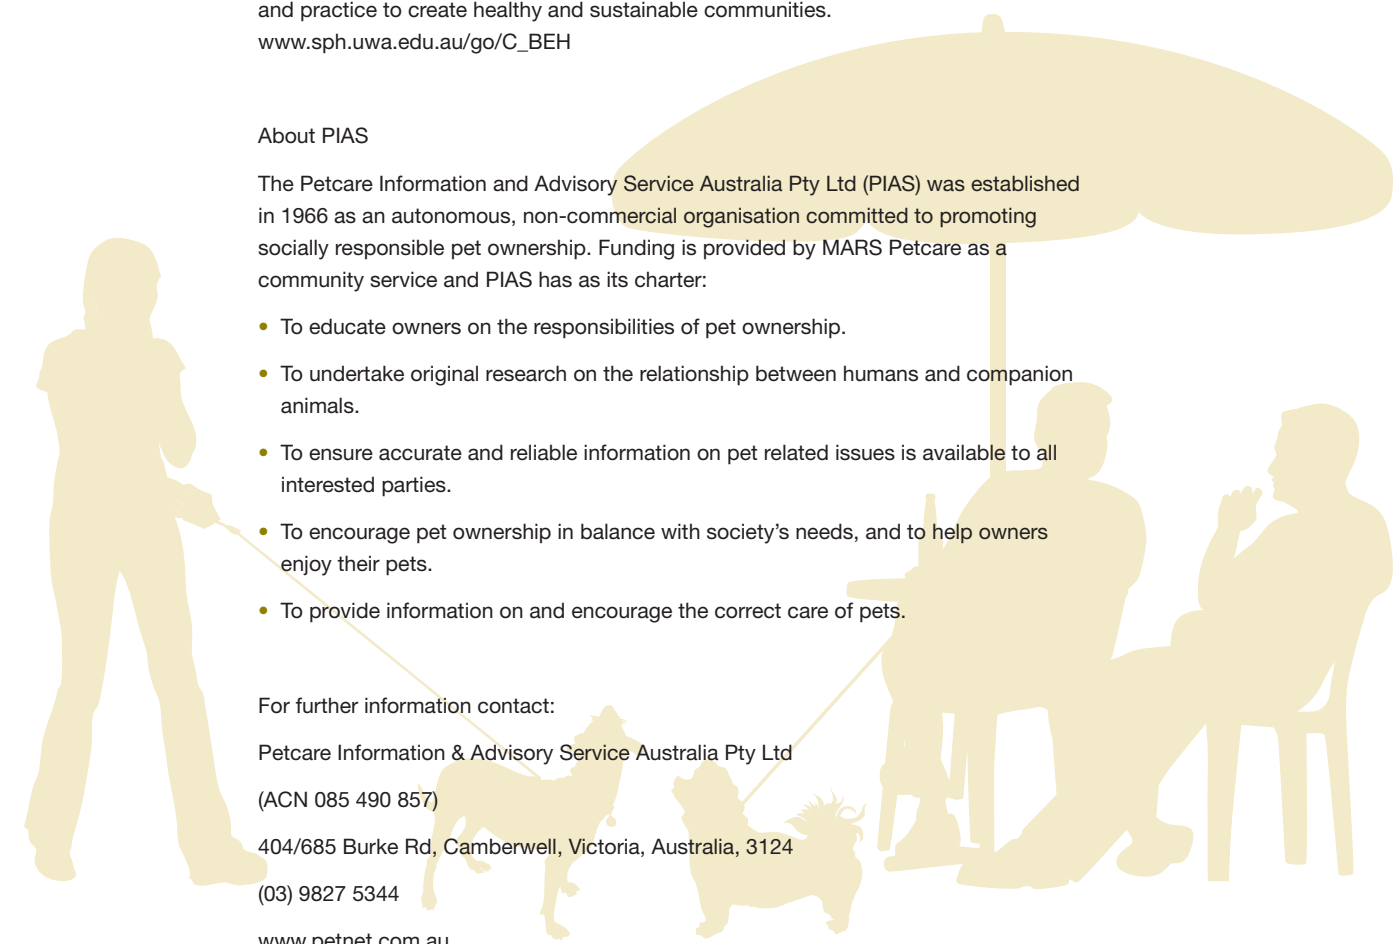 and practice to create healthy and sustainable communities.
www.sph.uwa.edu.au/go/C_BEH
About PIAS
The Petcare Information and Advisory Service Australia Pty Ltd (PIAS) was established
in 1966 as an autonomous, non-commercial organisation committed to promoting
socially responsible pet ownership. Funding is provided by MARS Petcare as a
community service and PIAS has as its charter:
• To educate owners on the responsibilities of pet ownership.
• To undertake original research on the relationship between humans and companion
animals.
• To ensure accurate and reliable information on pet related issues is available to all
interested parties.
• To encourage pet ownership in balance with society’s needs, and to help owners
enjoy their pets.
• To provide information on and encourage the correct care of pets.
For further information contact:
Petcare Information & Advisory Service Australia Pty Ltd
(ACN 085 490 857)
404/685 Burke Rd, Camberwell, Victoria, Australia, 3124
(03) 9827 5344
www.petnet.com.au